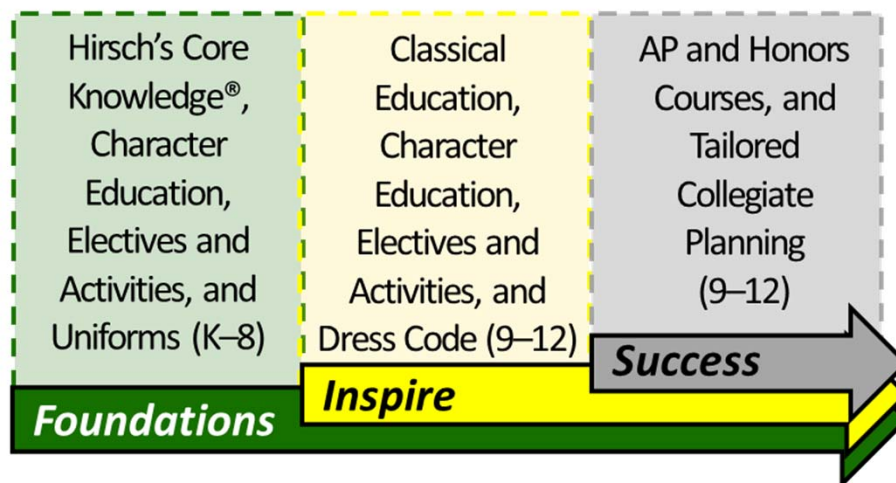 Hirsch’s Core
Knowledge®,
Character
Education,
Electives and
Activities, and
Uniforms (K–8)
Foundations
Classical
Education,
Character
Education,
Electives and
Activities, and
Dress Code (9–12)
Inspire
AP and Honors
Courses, and
Tailored
Collegiate
Planning
(9–12)
Success